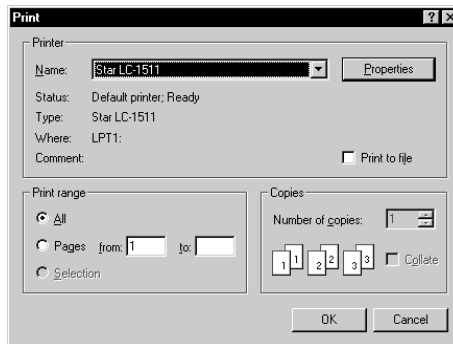 Print
Printer
Name: Star LC-1511 Properties
Status: Default printer; Ready
Type: Star LC-1511
Where: LPT1:
Comment: Print to file
Print range
All
Pages from: 1 to:
Selection
Copies
Number of copies: 1
1 1 2 2 3 3 Collate
OK Cancel